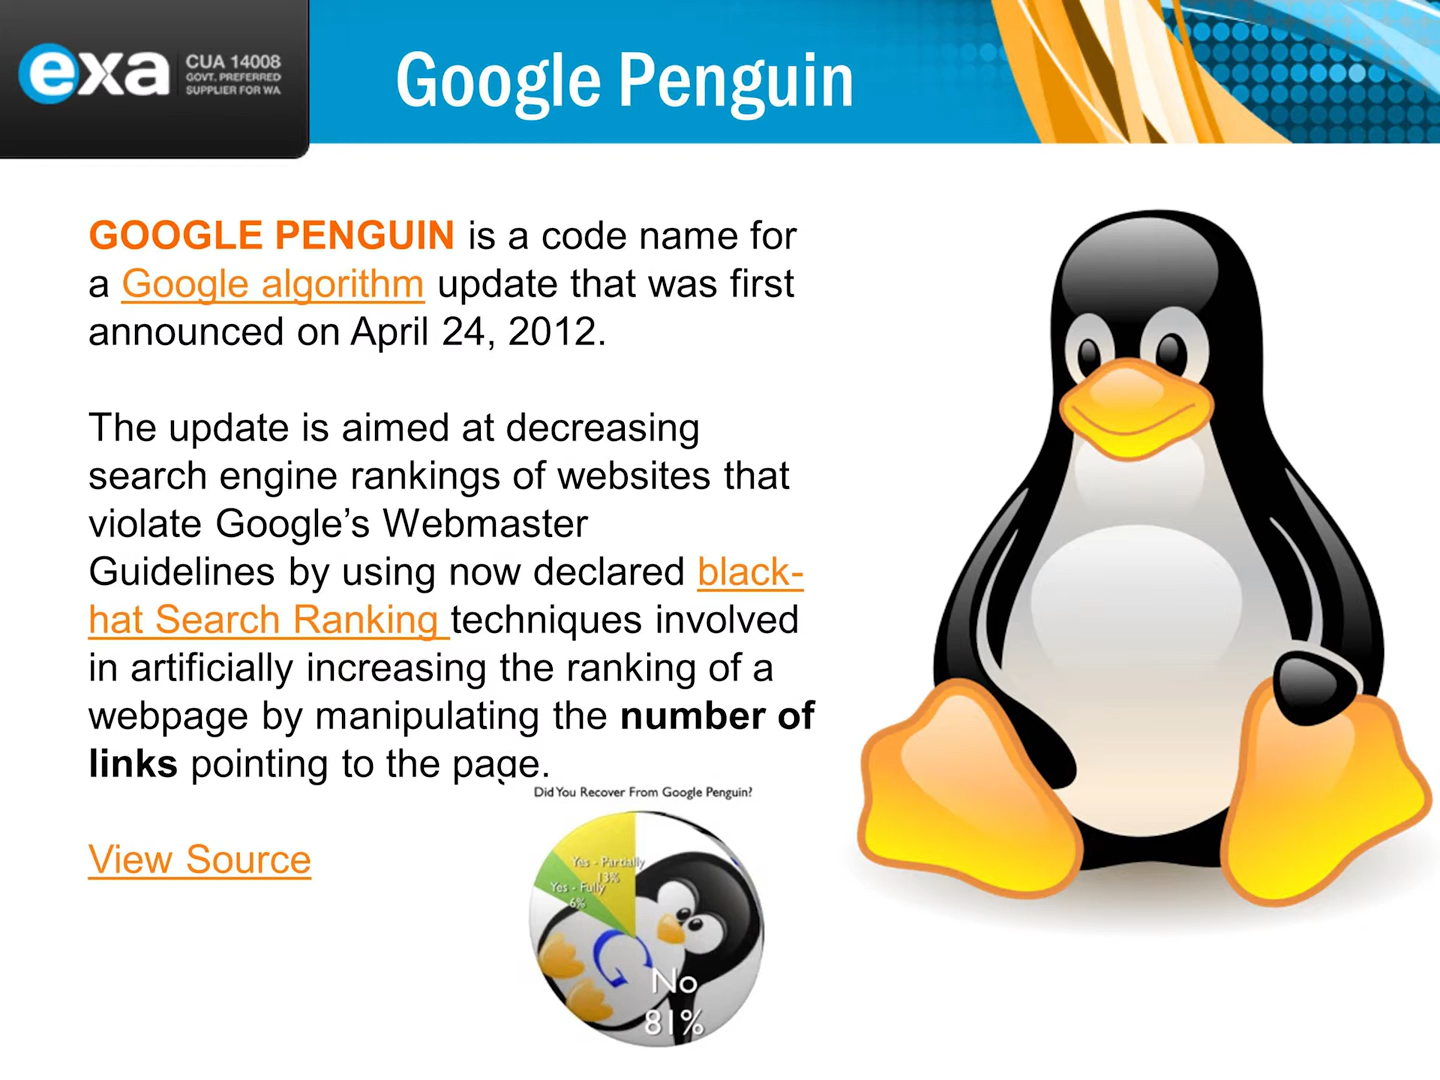 exa
CUA 14008
GOVT. PREFERRED
SUPPLIER FOR WA
Google Penguin
GOOGLE PENGUIN is a code name for
a Google algorithm update that was first
announced on April 24, 2012.
The update is aimed at decreasing
search engine rankings of websites that
violate Google’s Webmaster
Guidelines by using now declared black-
hat Search Ranking techniques involved
in artificially increasing the ranking of a
webpage by manipulating the number of
links pointing to the page.
View Source
Did You Recover From Google Penguin?
Yes - Partially
13%
Yes - Fully
6%
G
No
81%